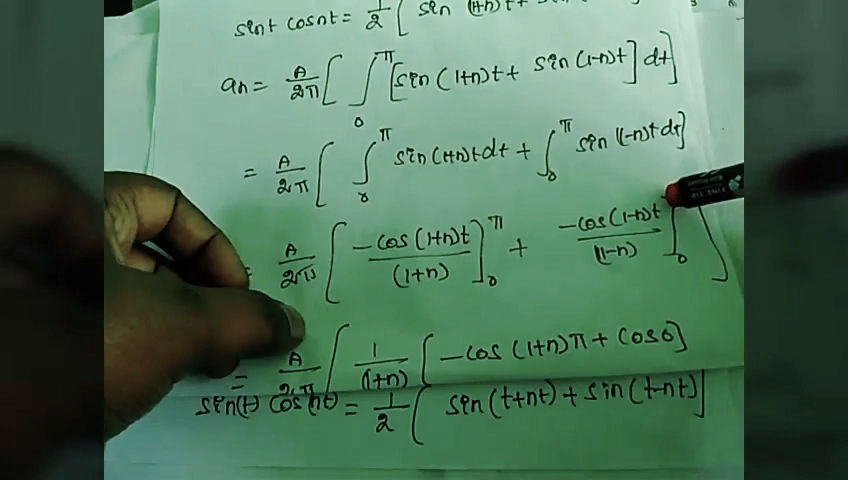 sint cosnt = 1/2 [ sin (1+n)t +
an = A/2π [ ∫₀^π [sin (1+n)t + sin (1-n)t] dt]
= A/2π [ ∫₀^π sin (1+n)t dt + ∫₀^π sin (1-n)t dt]
= A/2π [ -cos (1+n)t/(1+n) ]₀^π + -cos (1-n)t/(1-n) ]₀ ]
= A/2π [ 1/(1+n) [ -cos (1+n)π + cos0]
sin(t) cos(nt) = 1/2 [ sin(t+nt) + sin(t-nt)]